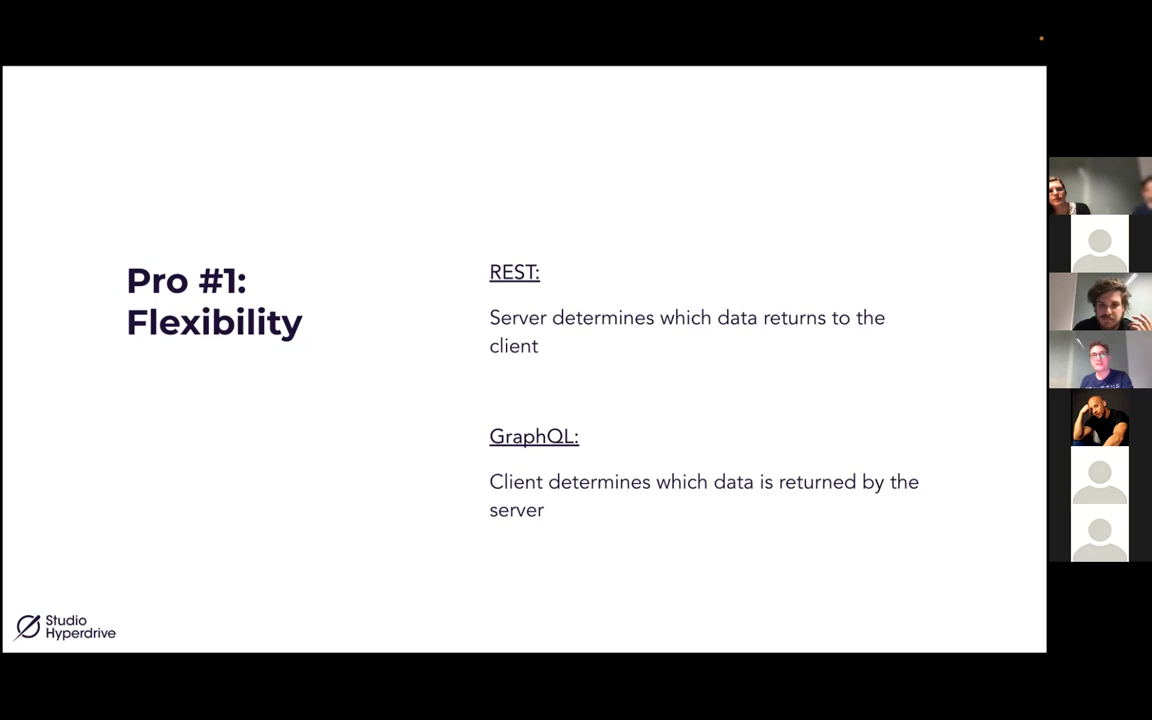 Pro #1:
Flexibility
REST:
Server determines which data returns to the
client
GraphQL:
Client determines which data is returned by the
server
Studio
Hyperdrive